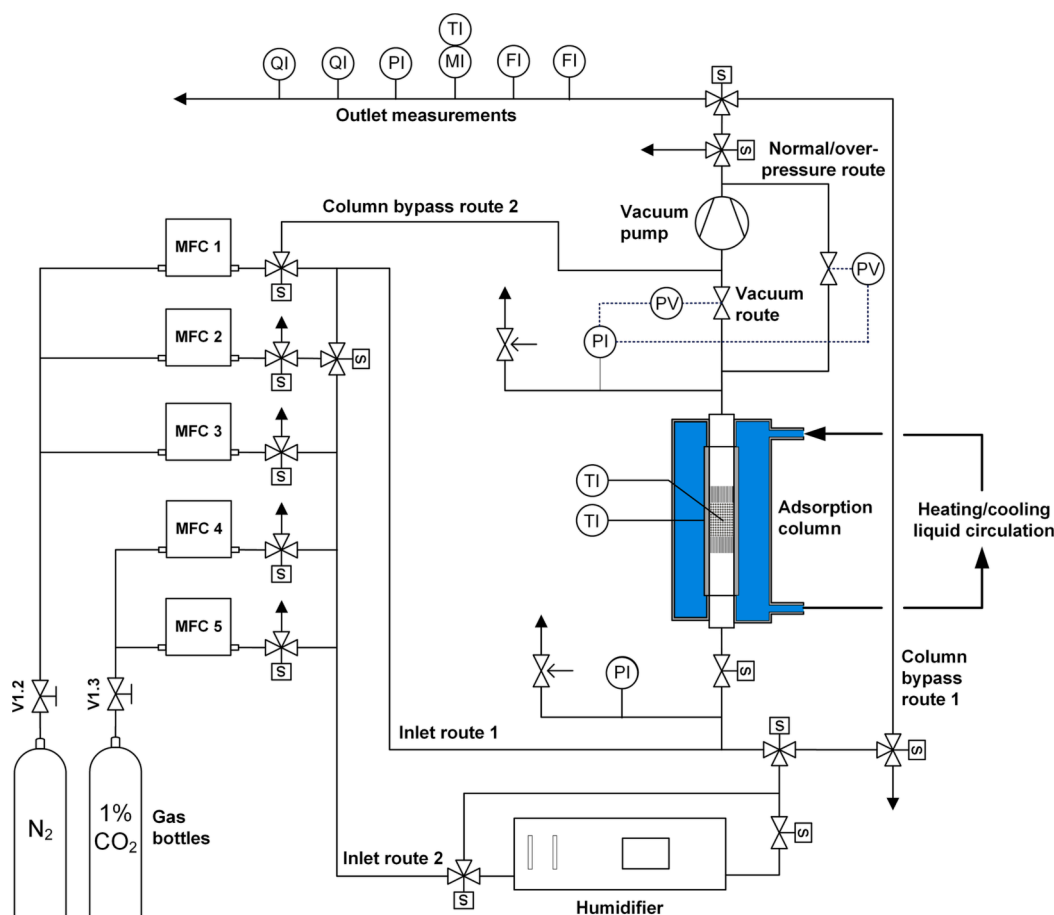 TI
QI
QI
PI
MI
FI
FI
S
Outlet measurements
S
Normal/over-
pressure route
Column bypass route 2
Vacuum
pump
MFC 1
S
PV
PV
Vacuum
route
MFC 2
S
S
PI
MFC 3
S
TI
TI
Adsorption
column
Heating/cooling
liquid circulation
MFC 4
S
MFC 5
S
V1.2
V1.3
PI
S
Column
bypass
route 1
Inlet route 1
S
S
N2
1%
CO2
Gas
bottles
Inlet route 2
S
S
Humidifier